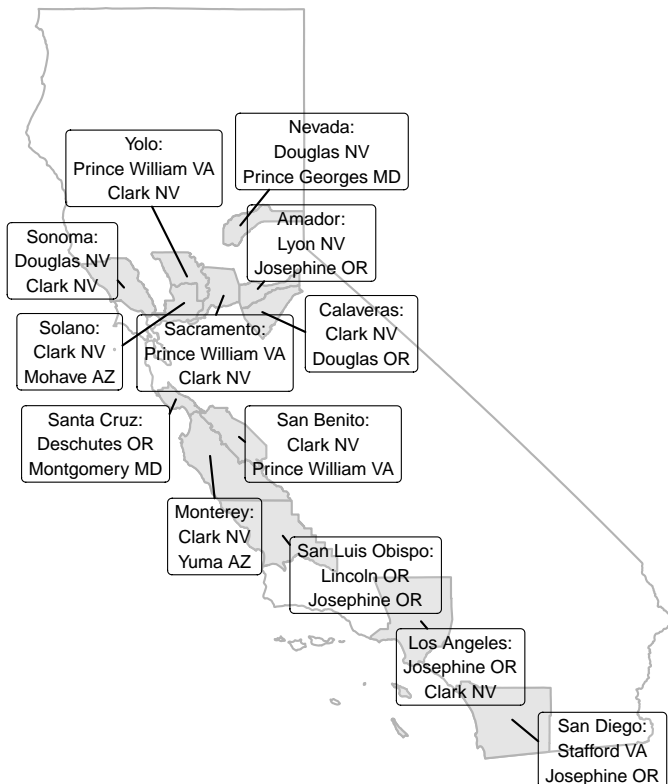 Nevada:
Douglas NV
Prince Georges MD
Yolo:
Prince William VA
Clark NV
Amador:
Lyon NV
Josephine OR
Sonoma:
Douglas NV
Clark NV
Calaveras:
Clark NV
Douglas OR
Solano:
Clark NV
Mohave AZ
Sacramento:
Prince William VA
Clark NV
Santa Cruz:
Deschutes OR
Montgomery MD
San Benito:
Clark NV
Prince William VA
Monterey:
Clark NV
Yuma AZ
San Luis Obispo:
Lincoln OR
Josephine OR
Los Angeles:
Josephine OR
Clark NV
San Diego:
Stafford VA
Josephine OR